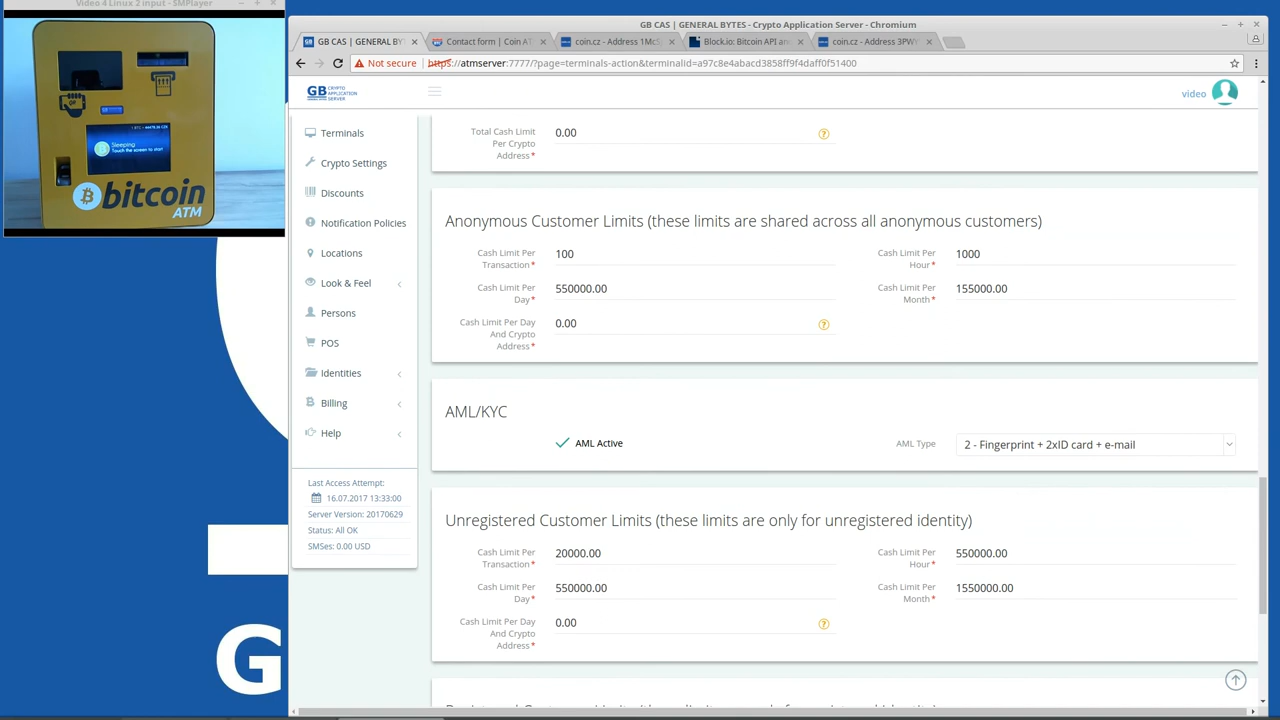 Video 4 Linux 2 input - SMPlayer
GB CAS | GENERAL BYTES - Crypto Application Server - Chromium
GB CAS | GENERAL BYT
Contact form | Coin AT
coin.cz - Address 1McS
Block.io: Bitcoin API an
coin.cz - Address 3PWY
Not secure
https://atmserver:7777/?page=terminals-action&terminalid=a97c8e4abacd3858ff9f4daff0f51400
GB CRYPTO APPLICATION SERVER
video
Sleeping
Touch the screen to start
bitcoin
ATM
Terminals
Crypto Settings
Discounts
Notification Policies
Locations
Look & Feel
Persons
POS
Identities
Billing
Help
Last Access Attempt:
16.07.2017 13:33:00
Server Version: 20170629
Status: All OK
SMSes: 0.00 USD
Total Cash Limit
Per Crypto
Address*
0.00
?
Anonymous Customer Limits (these limits are shared across all anonymous customers)
Cash Limit Per
Transaction*
100
Cash Limit Per
Hour*
1000
Cash Limit Per
Day*
550000.00
Cash Limit Per
Month*
155000.00
Cash Limit Per Day
And Crypto
Address*
0.00
?
AML/KYC
AML Active
AML Type
2 - Fingerprint + 2xID card + e-mail
Unregistered Customer Limits (these limits are only for unregistered identity)
Cash Limit Per
Transaction*
20000.00
Cash Limit Per
Hour*
550000.00
Cash Limit Per
Day*
550000.00
Cash Limit Per
Month*
1550000.00
Cash Limit Per Day
And Crypto
Address*
0.00
?
G